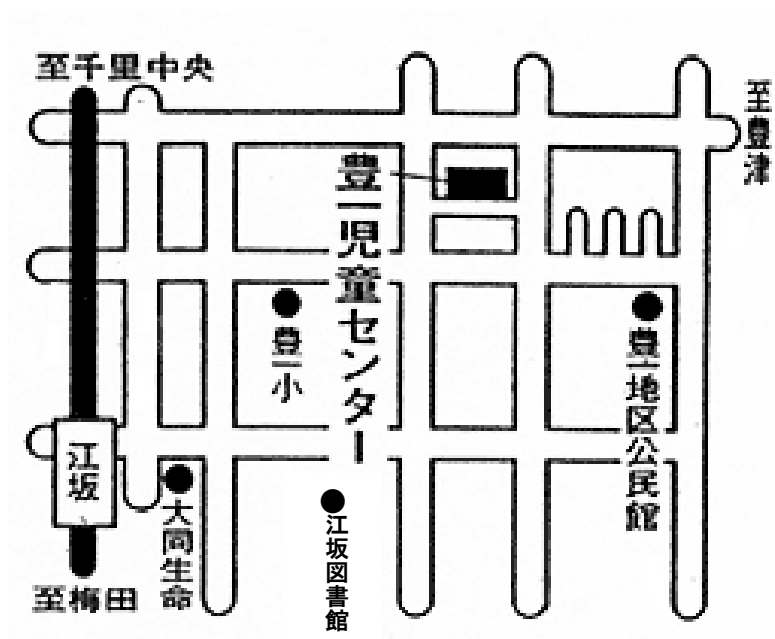 至千里中央
至豊津
豊一児童センター
豊一小
豊一地区公民館
江坂
大同生命
江坂図書館
至梅田